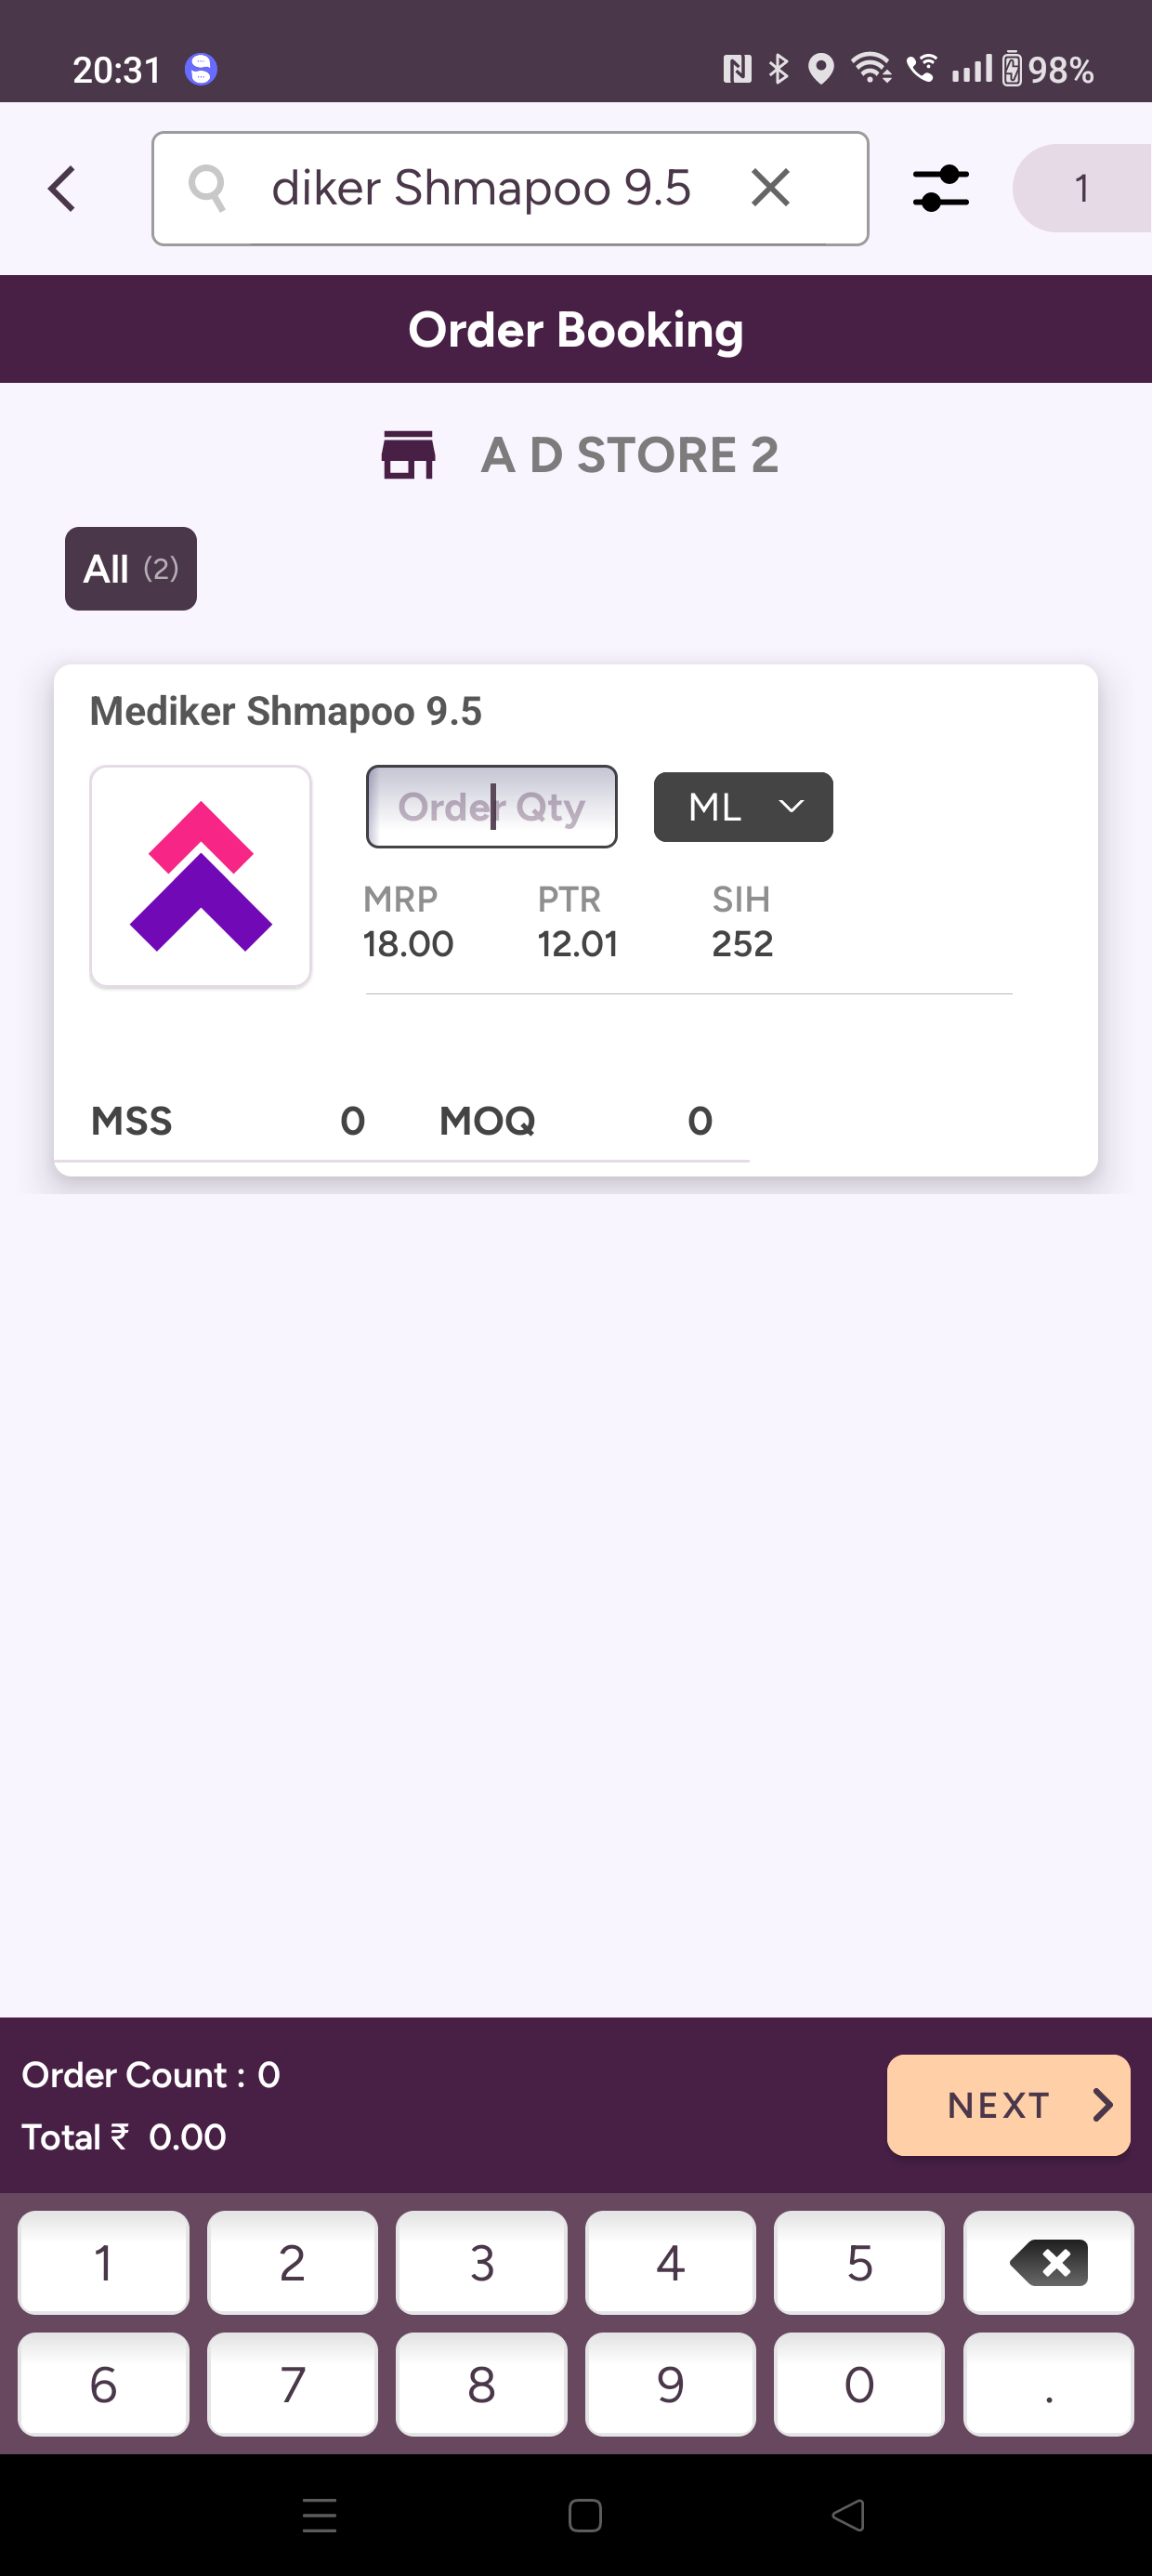 20:31 98%
diker Shmapoo 9.5 1
Order Booking
A D STORE 2
All (2)
Mediker Shmapoo 9.5
Order Qty ML
MRP PTR SIH
18.00 12.01 252
MSS 0 MOQ 0
Order Count : 0
Total ₹ 0.00
NEXT
1 2 3 4 5
6 7 8 9 0 .